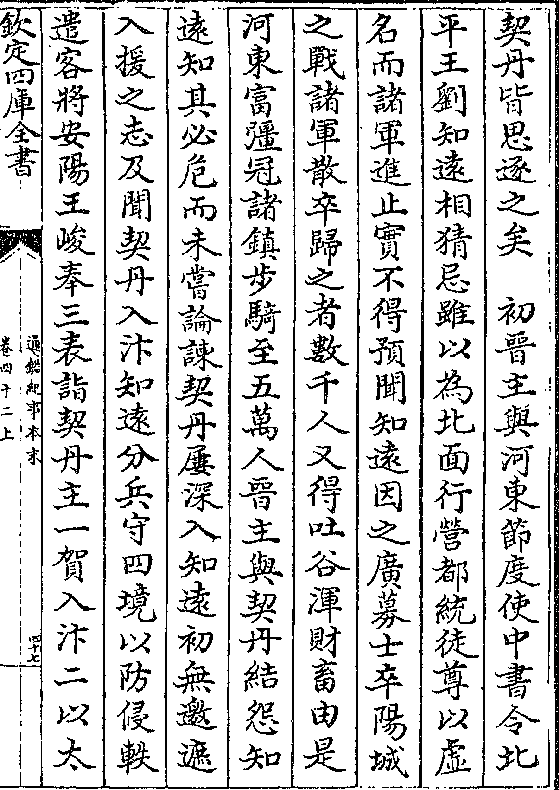 契丹皆思逐之矣　初晉主與河東節度使中書令北
平王劉知遠相猜忌雖以為北面行營都統徒尊以虛
名而諸軍進止實不得預聞知遠因之廣募士卒陽城
之戰諸軍散卒歸之者數千人又得吐谷渾財畜由是
河東富彊冠諸鎮步騎至五萬人晉主與契丹結怨知
遠知其必危而未嘗論諫契丹屢深入知遠初無邀遮
入援之志及聞契丹入汴知遠分兵守四境以防侵軼
遣客將安陽王峻奉三表詣契丹主一賀入汴二以太
欽定四庫全書
通鑑紀事本末
卷四十二上
四十七